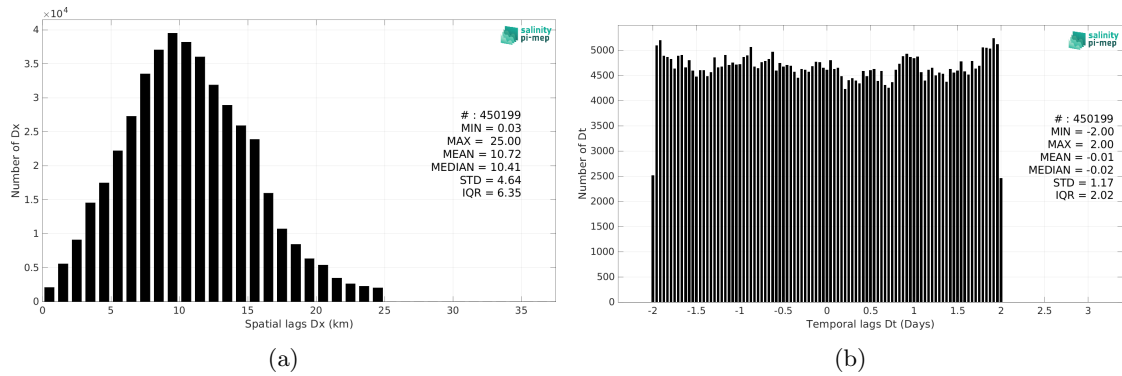 ×10⁴
4
3.5
3
2.5
2
1.5
1
0.5
0
Number of Dx
0 5 10 15 20 25 30 35
Spatial lags Dx (km)
salinity
pi-mep
# : 450199
MIN = 0.03
MAX = 25.00
MEAN = 10.72
MEDIAN = 10.41
STD = 4.64
IQR = 6.35
(a)
5000
4500
4000
3500
3000
2500
2000
1500
1000
500
0
Number of Dt
-2 -1.5 -1 -0.5 0 0.5 1 1.5 2 2.5 3
Temporal lags Dt (Days)
salinity
pi-mep
# : 450199
MIN = -2.00
MAX = 2.00
MEAN = -0.01
MEDIAN = -0.02
STD = 1.17
IQR = 2.02
(b)